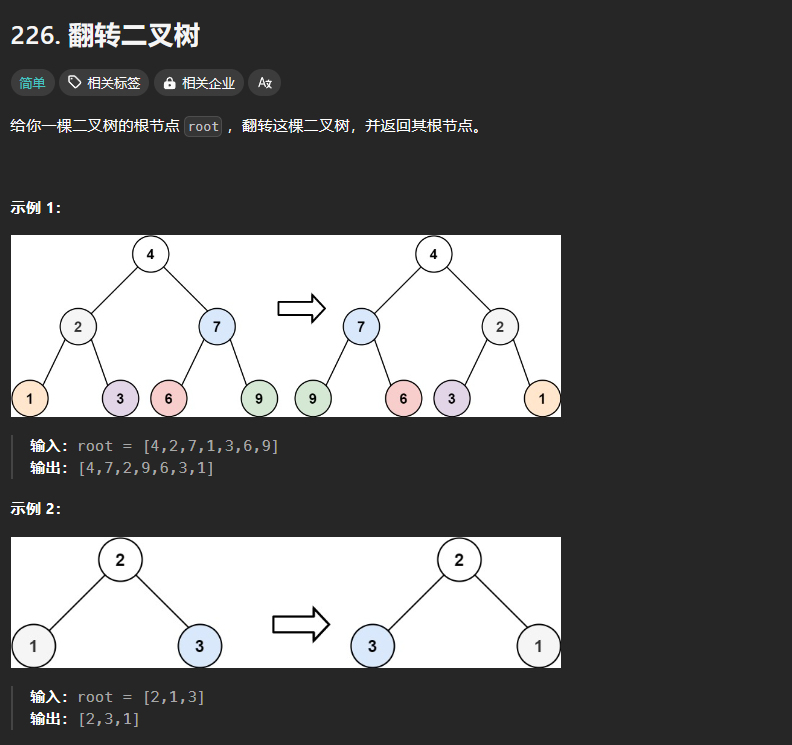 226. 翻转二叉树
简单 相关标签 相关企业 Az
给你一棵二叉树的根节点 root ，翻转这棵二叉树，并返回其根节点。
示例 1：
4 4
2 7 7 2
1 3 6 9 9 6 3 1
输入：root = [4,2,7,1,3,6,9]
输出：[4,7,2,9,6,3,1]
示例 2：
2 2
1 3 3 1
输入：root = [2,1,3]
输出：[2,3,1]